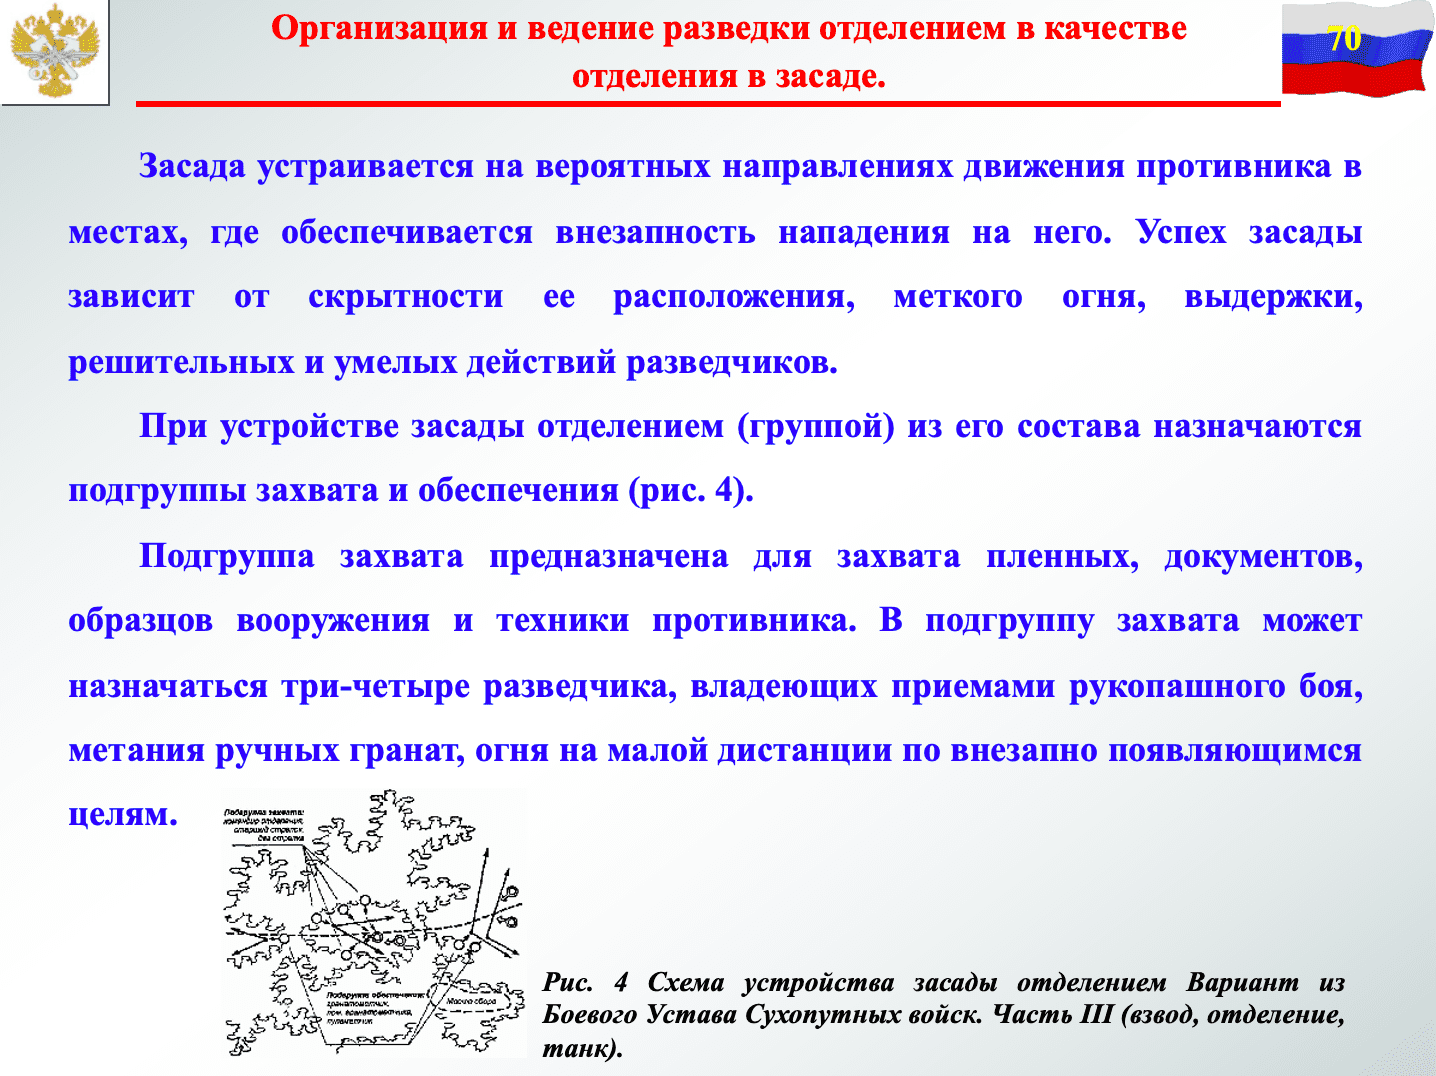 Организация и ведение разведки отделением в качестве
отделения в засаде.
70
Засада устраивается на вероятных направлениях движения противника в
местах, где обеспечивается внезапность нападения на него. Успех засады
зависит от скрытности ее расположения, меткого огня, выдержки,
решительных и умелых действий разведчиков.
При устройстве засады отделением (группой) из его состава назначаются
подгруппы захвата и обеспечения (рис. 4).
Подгруппа захвата предназначена для захвата пленных, документов,
образцов вооружения и техники противника. В подгруппу захвата может
назначаться три-четыре разведчика, владеющих приемами рукопашного боя,
метания ручных гранат, огня на малой дистанции по внезапно появляющимся
целям.
Подгруппа захвата:
командир отделения,
старший стрелок,
два стрелка
Подгруппа обеспечения:
гранатометчик,
пом. гранатометчика,
пулеметчик
Место сбора
Рис. 4 Схема устройства засады отделением Вариант из
Боевого Устава Сухопутных войск. Часть III (взвод, отделение,
танк).